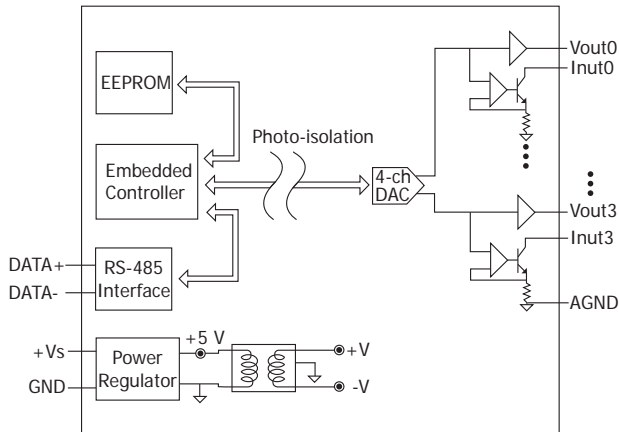 EEPROM
Photo-isolation
Embedded
Controller
4-ch
DAC
Vout0
Inut0
Vout3
Inut3
AGND
DATA+
DATA-
RS-485
Interface
+Vs
GND
Power
Regulator
+5 V
+V
-V